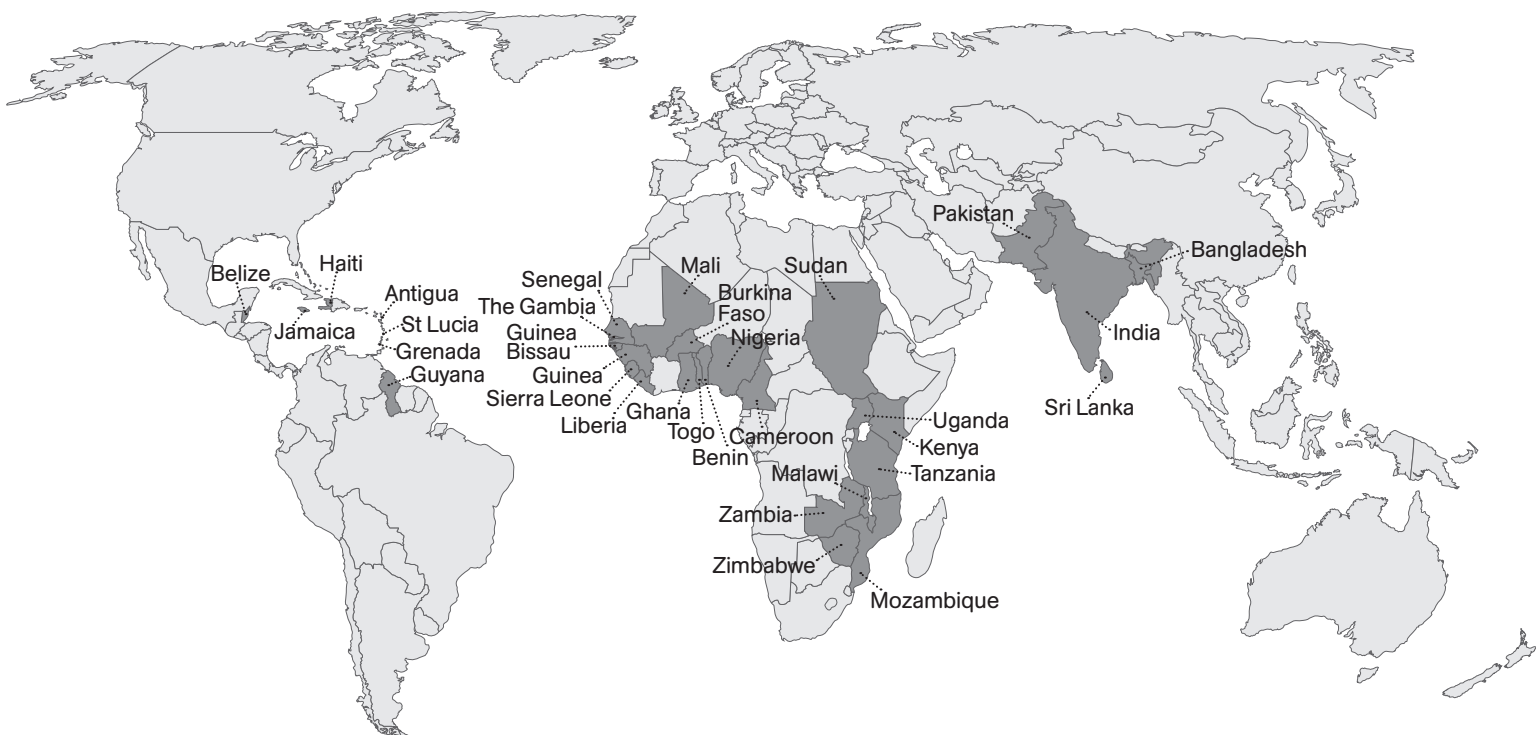 Belize
Haiti
Jamaica
Antigua
St Lucia
Grenada
Guyana
Senegal
The Gambia
Guinea
Bissau
Guinea
Sierra Leone
Liberia
Mali
Burkina
Faso
Nigeria
Ghana
Togo
Benin
Cameroon
Sudan
Uganda
Kenya
Tanzania
Malawi
Zambia
Zimbabwe
Mozambique
Pakistan
Bangladesh
India
Sri Lanka